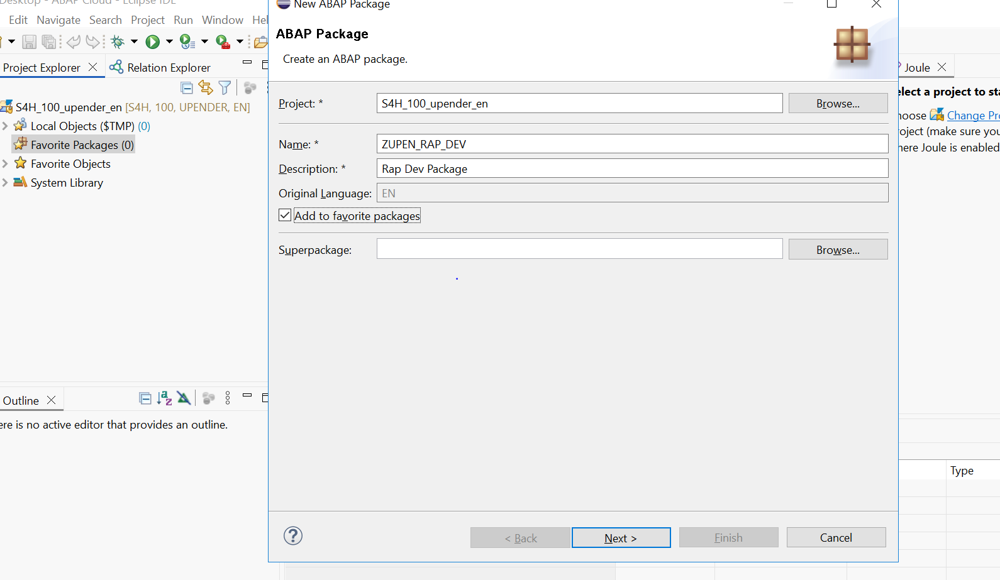 Desktop - ABAP Cloud - Eclipse IDE
New ABAP Package
Edit Navigate Search Project Run Window Hel
ABAP Package
Create an ABAP package.
Project Explorer
Relation Explorer
Joule
S4H_100_upender_en [S4H, 100, UPENDER, EN]
Local Objects ($TMP) (0)
Favorite Packages (0)
Favorite Objects
System Library
Project: *
S4H_100_upender_en
Browse...
Name: *
ZUPEN_RAP_DEV
Description: *
Rap Dev Package
Original Language:
EN
Add to favorite packages
Superpackage:
Browse...
elect a project to sta
hoose Change Pro
roject (make sure you
here Joule is enabled
Outline
ere is no active editor that provides an outline.
Type
?
< Back
Next >
Finish
Cancel